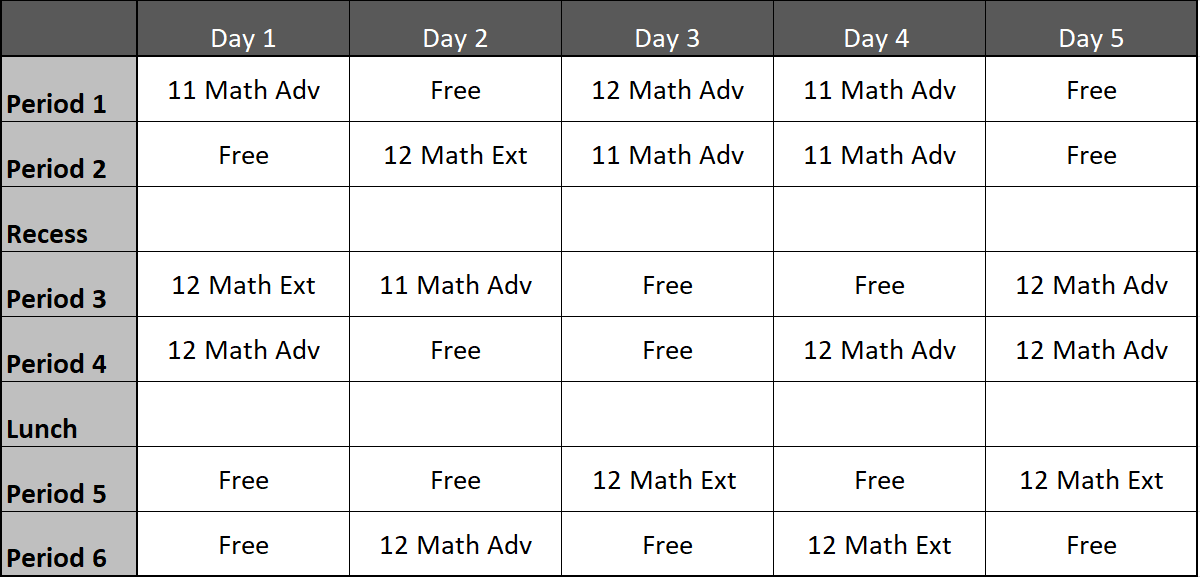 Day 1 Day 2 Day 3 Day 4 Day 5
Period 1 11 Math Adv Free 12 Math Adv 11 Math Adv Free
Period 2 Free 12 Math Ext 11 Math Adv 11 Math Adv Free
Recess
Period 3 12 Math Ext 11 Math Adv Free Free 12 Math Adv
Period 4 12 Math Adv Free Free 12 Math Adv 12 Math Adv
Lunch
Period 5 Free Free 12 Math Ext Free 12 Math Ext
Period 6 Free 12 Math Adv Free 12 Math Ext Free